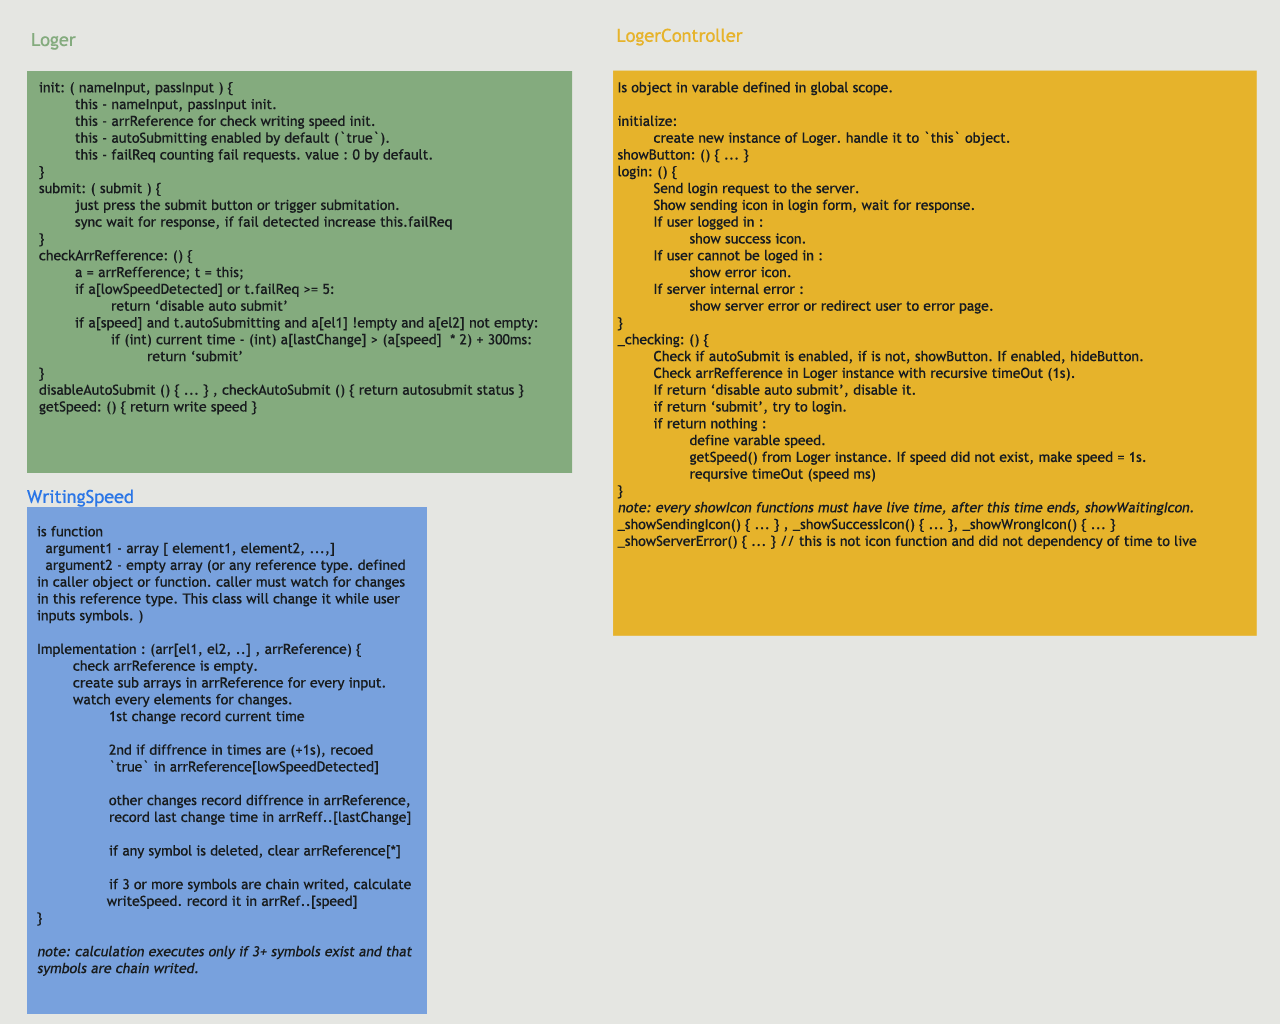 Loger
init: ( nameInput, passInput ) {
this - nameInput, passInput init.
this - arrReference for check writing speed init.
this - autoSubmitting enabled by default (`true`).
this - failReq counting fail requests. value : 0 by default.
}
submit: ( submit ) {
just press the submit button or trigger submitation.
sync wait for response, if fail detected increase this.failReq
}
checkArrRefference: () {
a = arrRefference; t = this;
if a[lowSpeedDetected] or t.failReq >= 5:
return ‘disable auto submit’
if a[speed] and t.autoSubmitting and a[el1] !empty and a[el2] not empty:
if (int) current time - (int) a[lastChange] > (a[speed]  * 2) + 300ms:
return ‘submit’
}
disableAutoSubmit () { ... } , checkAutoSubmit () { return autosubmit status }
getSpeed: () { return write speed }
WritingSpeed
is function
argument1 - array [ element1, element2, ...,]
argument2 - empty array (or any reference type. defined
in caller object or function. caller must watch for changes
in this reference type. This class will change it while user
inputs symbols. )
Implementation : (arr[el1, el2, ..] , arrReference) {
check arrReference is empty.
create sub arrays in arrReference for every input.
watch every elements for changes.
1st change record current time
2nd if diffrence in times are (+1s), recoed
`true` in arrReference[lowSpeedDetected]
other changes record diffrence in arrReference,
record last change time in arrReff..[lastChange]
if any symbol is deleted, clear arrReference[*]
if 3 or more symbols are chain writed, calculate
writeSpeed. record it in arrRef..[speed]
}
note: calculation executes only if 3+ symbols exist and that
symbols are chain writed.
LogerController
Is object in varable defined in global scope.
initialize:
create new instance of Loger. handle it to `this` object.
showButton: () { ... }
login: () {
Send login request to the server.
Show sending icon in login form, wait for response.
If user logged in :
show success icon.
If user cannot be loged in :
show error icon.
If server internal error :
show server error or redirect user to error page.
}
_checking: () {
Check if autoSubmit is enabled, if is not, showButton. If enabled, hideButton.
Check arrRefference in Loger instance with recursive timeOut (1s).
If return ‘disable auto submit’, disable it.
if return ‘submit’, try to login.
if return nothing :
define varable speed.
getSpeed() from Loger instance. If speed did not exist, make speed = 1s.
reqursive timeOut (speed ms)
}
note: every showIcon functions must have live time, after this time ends, showWaitingIcon.
_showSendingIcon() { ... } , _showSuccessIcon() { ... }, _showWrongIcon() { ... }
_showServerError() { ... } // this is not icon function and did not dependency of time to live